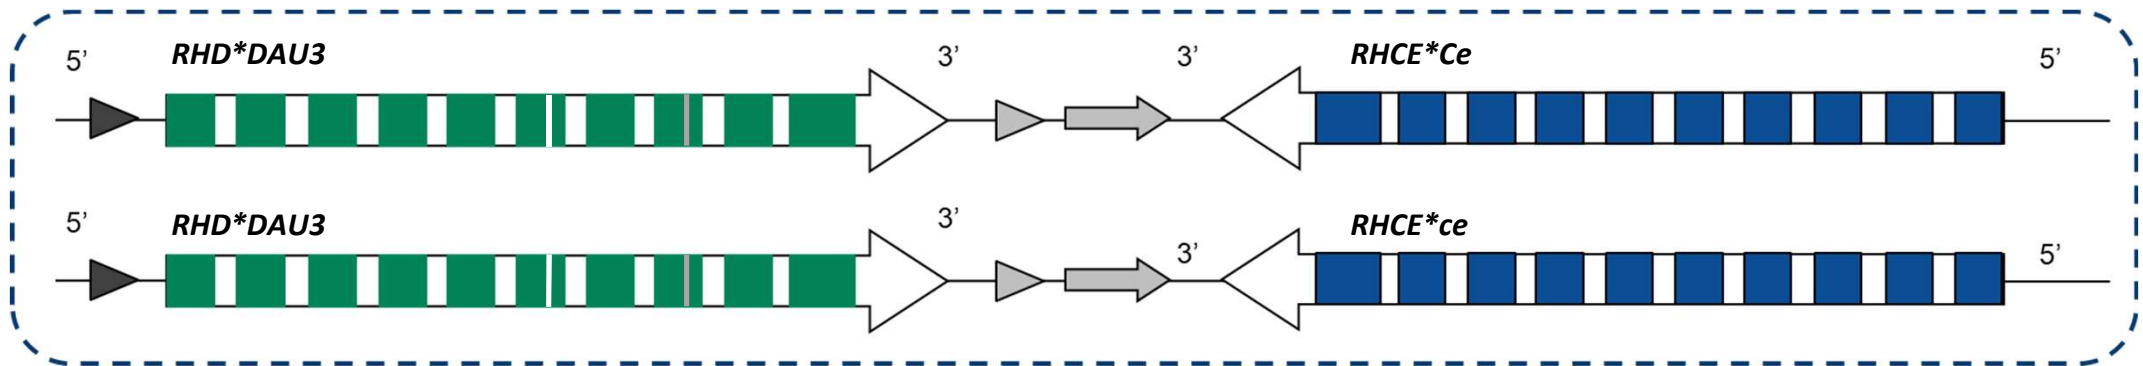 5’ RHD*DAU3 3’ 3’ RHCE*Ce 5’
5’ RHD*DAU3 3’ 3’ RHCE*ce 5’